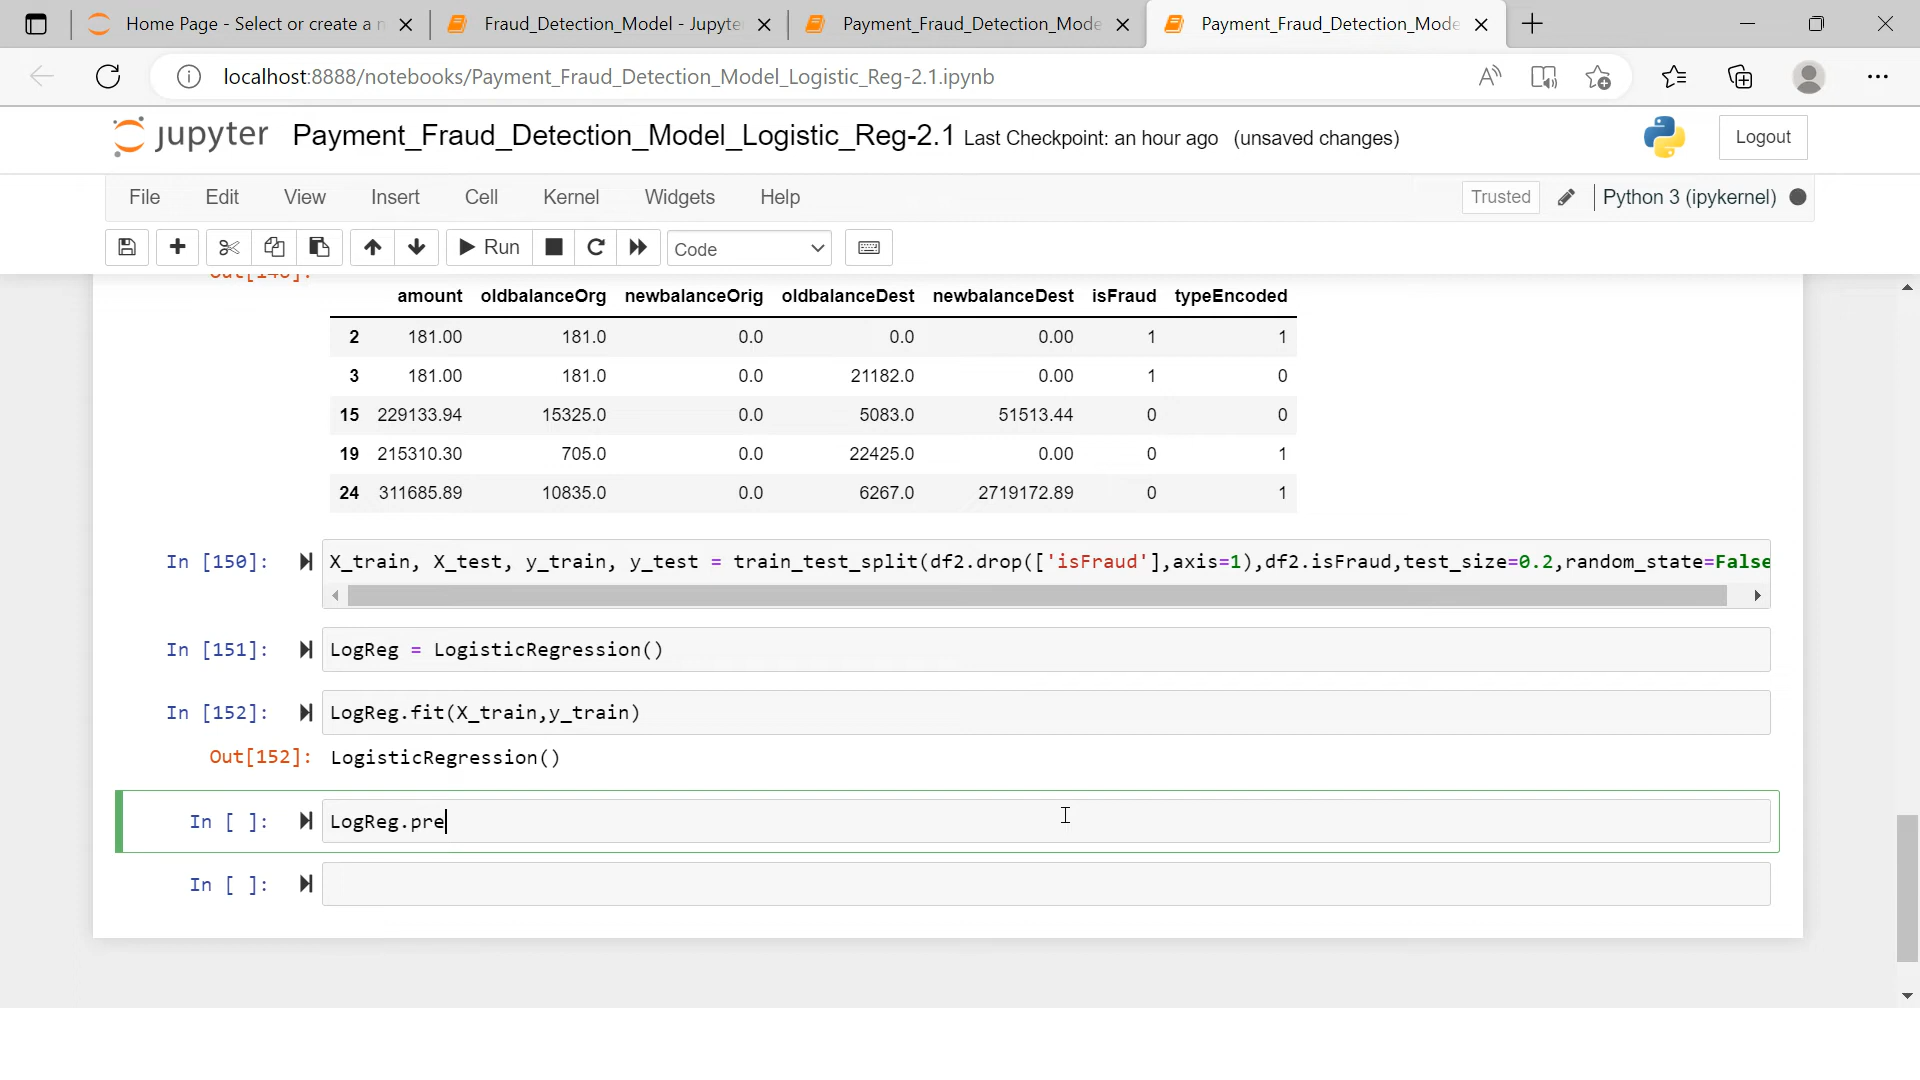 Home Page - Select or create a n
Fraud_Detection_Model - Jupyte
Payment_Fraud_Detection_Mode
Payment_Fraud_Detection_Mode
localhost:8888/notebooks/Payment_Fraud_Detection_Model_Logistic_Reg-2.1.ipynb
jupyter Payment_Fraud_Detection_Model_Logistic_Reg-2.1 Last Checkpoint: an hour ago (unsaved changes) Logout
File Edit View Insert Cell Kernel Widgets Help Trusted Python 3 (ipykernel)
Run Code
amount oldbalanceOrg newbalanceOrig oldbalanceDest newbalanceDest isFraud typeEncoded
2 181.00 181.0 0.0 0.0 0.00 1 1
3 181.00 181.0 0.0 21182.0 0.00 1 0
15 229133.94 15325.0 0.0 5083.0 51513.44 0 0
19 215310.30 705.0 0.0 22425.0 0.00 0 1
24 311685.89 10835.0 0.0 6267.0 2719172.89 0 1
In [150]: X_train, X_test, y_train, y_test = train_test_split(df2.drop(['isFraud'],axis=1),df2.isFraud,test_size=0.2,random_state=False
In [151]: LogReg = LogisticRegression()
In [152]: LogReg.fit(X_train,y_train)
Out[152]: LogisticRegression()
In [ ]: LogReg.pre
In [ ]: